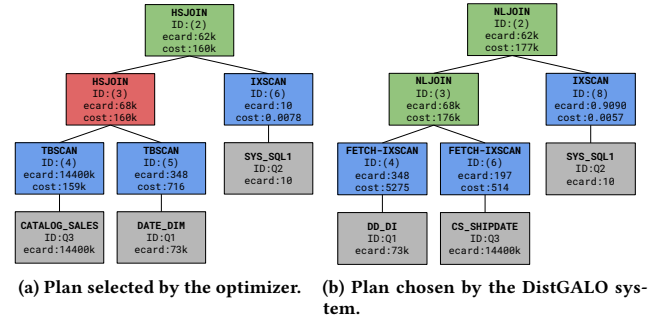 HSJOIN
ID:(2)
ecard:62k
cost:160k
HSJOIN
ID:(3)
ecard:68k
cost:160k
IXSCAN
ID:(6)
ecard:10
cost:0.0078
TBSCAN
ID:(4)
ecard:14400k
cost:159k
TBSCAN
ID:(5)
ecard:348
cost:716
SYS_SQL1
ID:Q2
ecard:10
CATALOG_SALES
ID:Q3
ecard:14400k
DATE_DIM
ID:Q1
ecard:73k
(a) Plan selected by the optimizer.
NLJOIN
ID:(2)
ecard:62k
cost:177k
NLJOIN
ID:(3)
ecard:68k
cost:176k
IXSCAN
ID:(8)
ecard:0.9090
cost:0.0057
FETCH-IXSCAN
ID:(4)
ecard:348
cost:5275
FETCH-IXSCAN
ID:(6)
ecard:197
cost:514
SYS_SQL1
ID:Q2
ecard:10
DD_DI
ID:Q1
ecard:73k
CS_SHIPDATE
ID:Q3
ecard:14400k
(b) Plan chosen by the DistGALO sys-
tem.